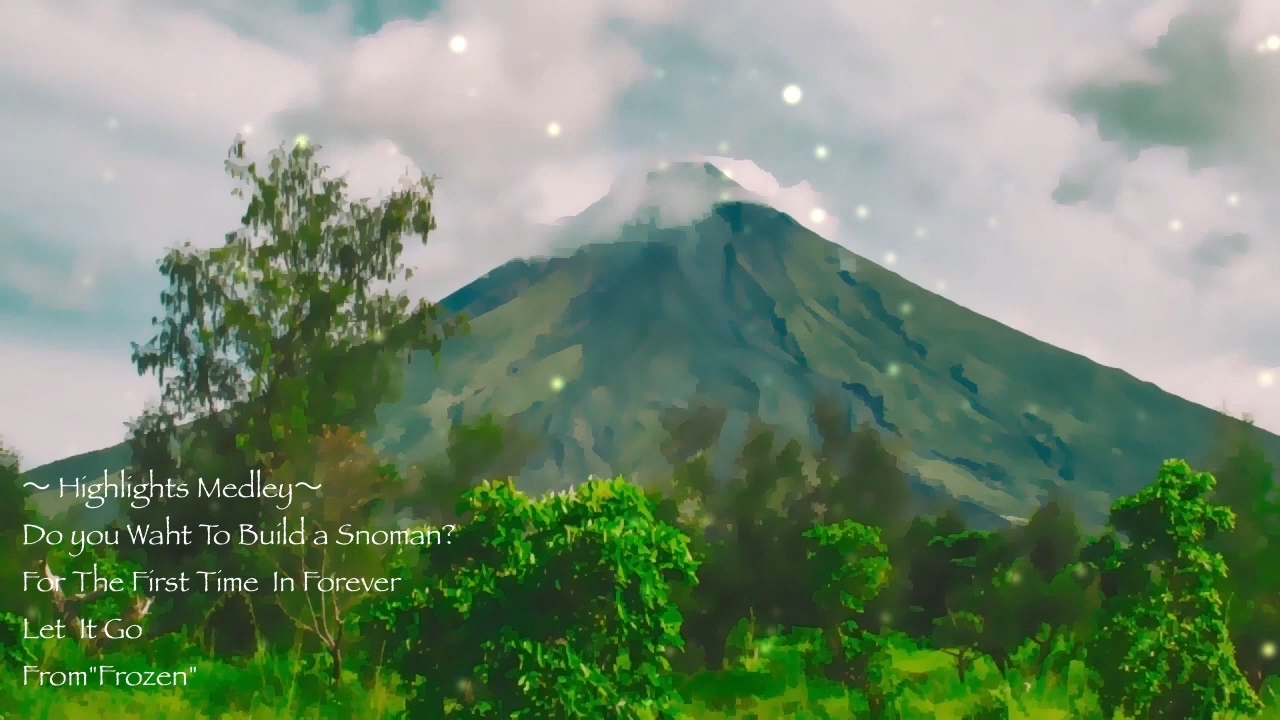 ～ Highlights Medley～
Do you Waht To Build a Snoman?
For The First Time In Forever
Let It Go
From"Frozen"